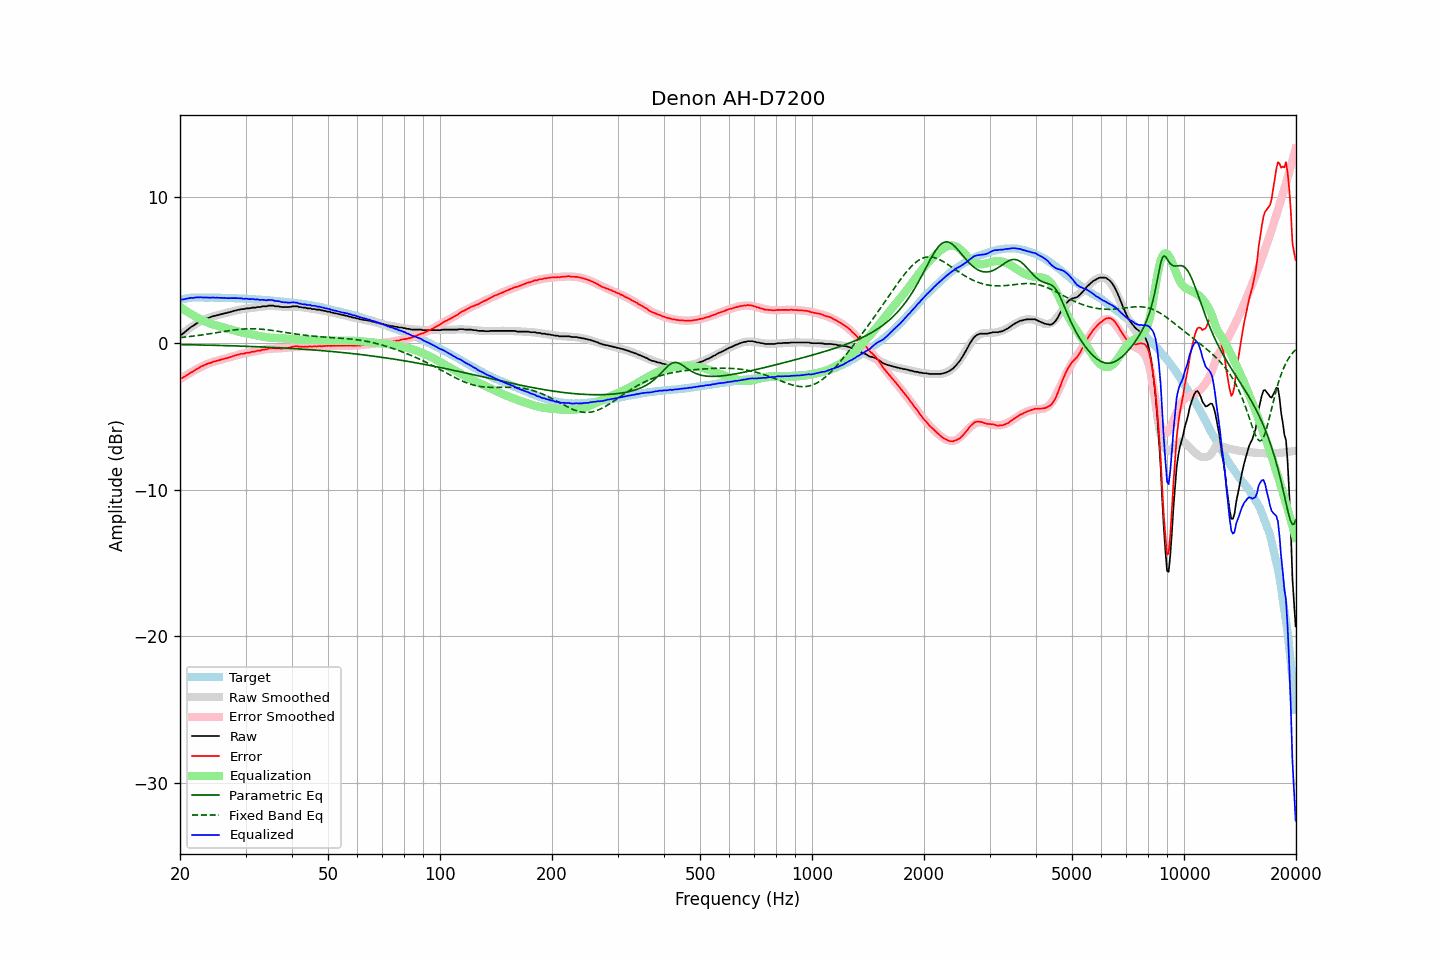 Denon AH-D7200
Amplitude (dBr)
10
0
−10
−20
−30
Target
Raw Smoothed
Error Smoothed
Raw
Error
Equalization
Parametric Eq
Fixed Band Eq
Equalized
20 50 100 200 500 1000 2000 5000 10000 20000
Frequency (Hz)